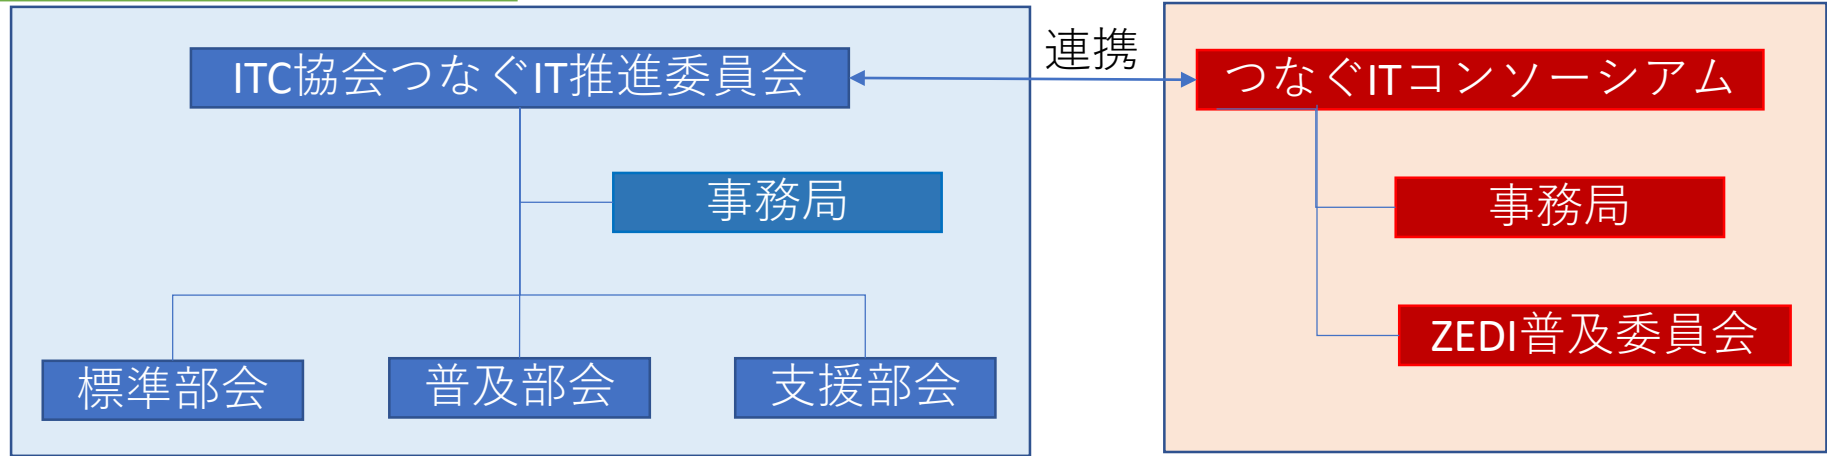 ITC協会つなぐIT推進委員会
連携
つなぐITコンソーシアム
事務局
事務局
ZEDI普及委員会
標準部会
普及部会
支援部会